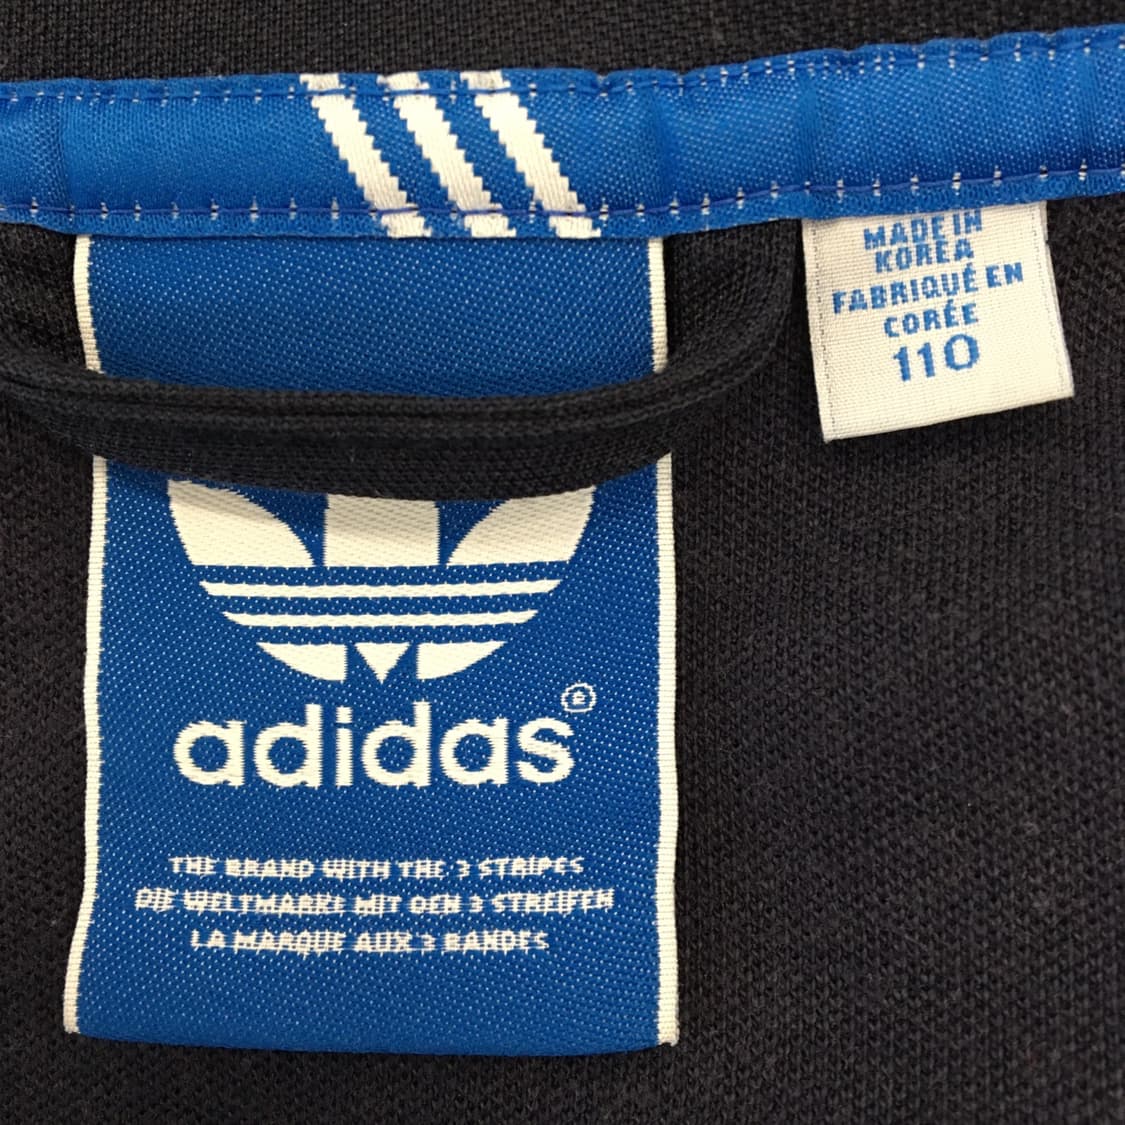 MADE IN
KOREA
FABRIQUÉ EN
CORÉE
110
adidas®
THE BRAND WITH THE 3 STRIPES
DIE WELTMARKE MIT DEN 3 STREIFEN
LA MARQUE AUX 3 BANDES